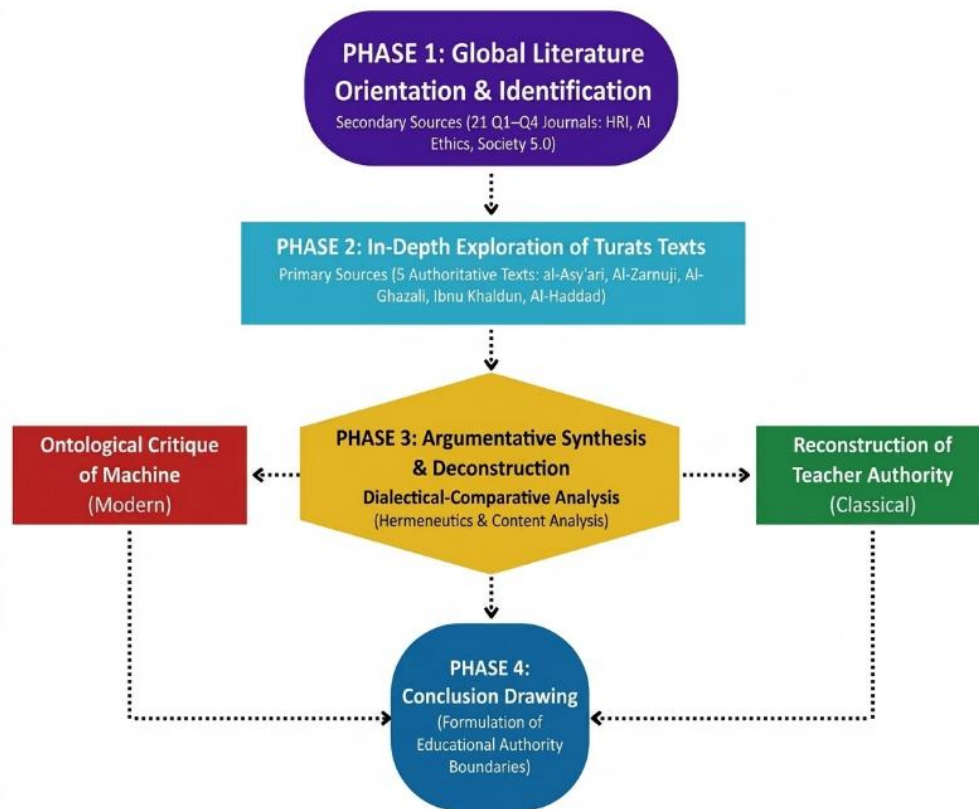 PHASE 1: Global Literature
Orientation & Identification
Secondary Sources (21 Q1–Q4 Journals: HRI, AI
Ethics, Society 5.0)
PHASE 2: In-Depth Exploration of Turats Texts
Primary Sources (5 Authoritative Texts: al-Asy'ari, Al-Zarnuji, Al-
Ghazali, Ibnu Khaldun, Al-Haddad)
Ontological Critique
of Machine
(Modern)
PHASE 3: Argumentative Synthesis
& Deconstruction
Dialectical-Comparative Analysis
(Hermeneutics & Content Analysis)
Reconstruction of
Teacher Authority
(Classical)
PHASE 4:
Conclusion Drawing
(Formulation of
Educational Authority
Boundaries)